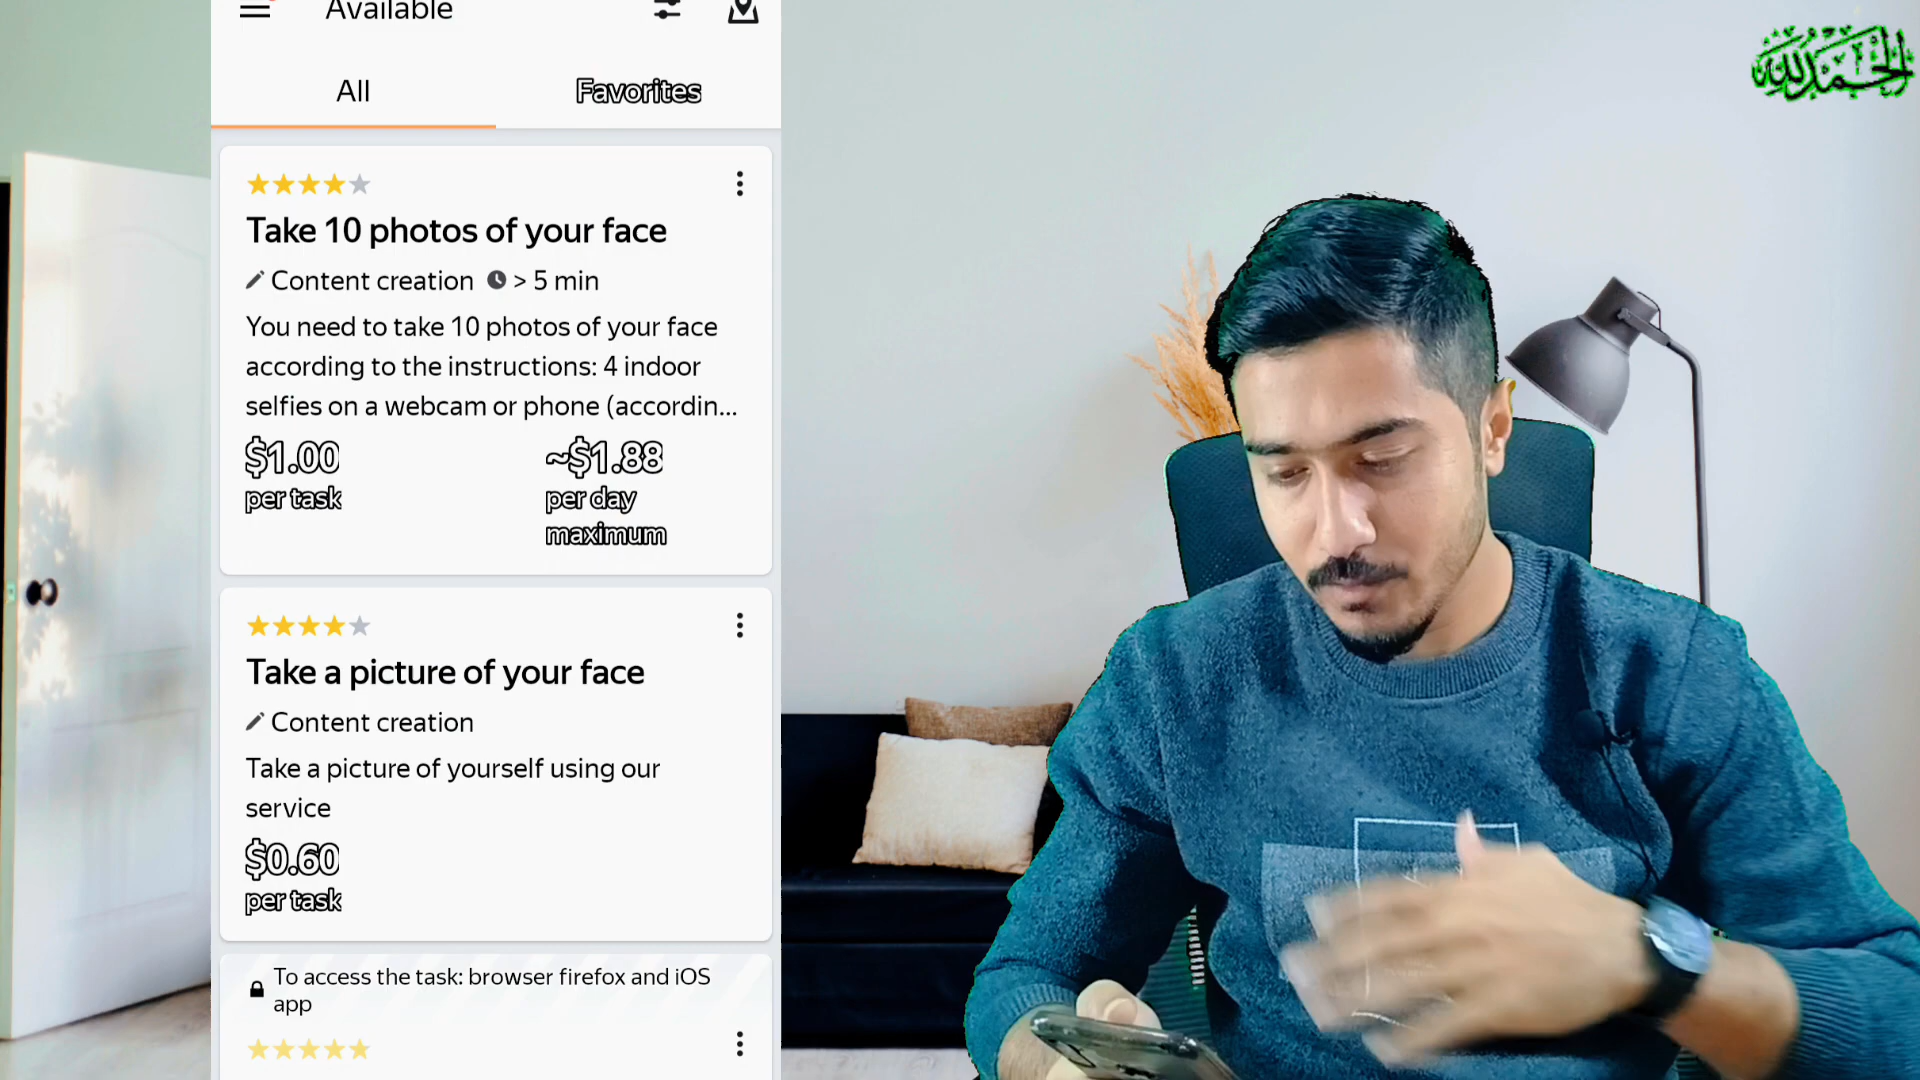 Available
الحمد لله
All
Favorites
Take 10 photos of your face
Content creation > 5 min
You need to take 10 photos of your face
according to the instructions: 4 indoor
selfies on a webcam or phone (accordin...
$1.00
per task
~$1.88
per day
maximum
Take a picture of your face
Content creation
Take a picture of yourself using our
service
$0.60
per task
To access the task: browser firefox and iOS
app